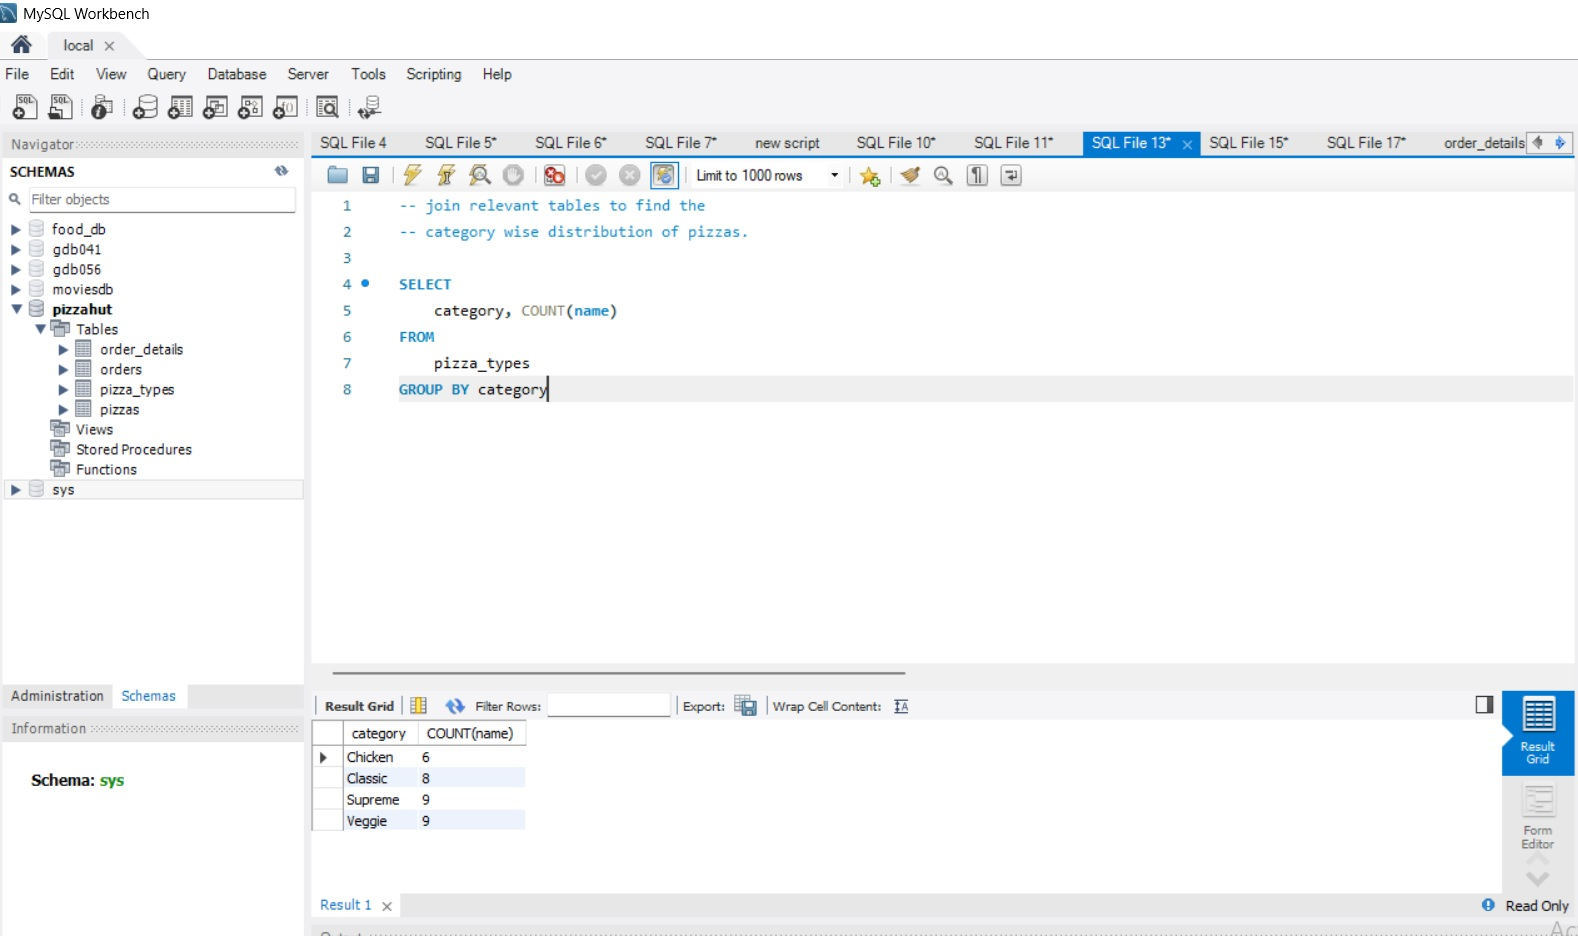 MySQL Workbench
local
File Edit View Query Database Server Tools Scripting Help
Navigator
SCHEMAS
Filter objects
food_db
gdb041
gdb056
moviesdb
pizzahut
Tables
order_details
orders
pizza_types
pizzas
Views
Stored Procedures
Functions
sys
Administration Schemas
Information
Schema: sys
SQL File 4 SQL File 5* SQL File 6* SQL File 7* new script SQL File 10* SQL File 11* SQL File 13* SQL File 15* SQL File 17* order_details
Limit to 1000 rows
1 -- join relevant tables to find the
2 -- category wise distribution of pizzas.
3
4 SELECT
5 category, COUNT(name)
6 FROM
7 pizza_types
8 GROUP BY category
Result Grid Filter Rows: Export: Wrap Cell Content:
category COUNT(name)
Chicken 6
Classic 8
Supreme 9
Veggie 9
Result Grid
Form Editor
Result 1
Read Only